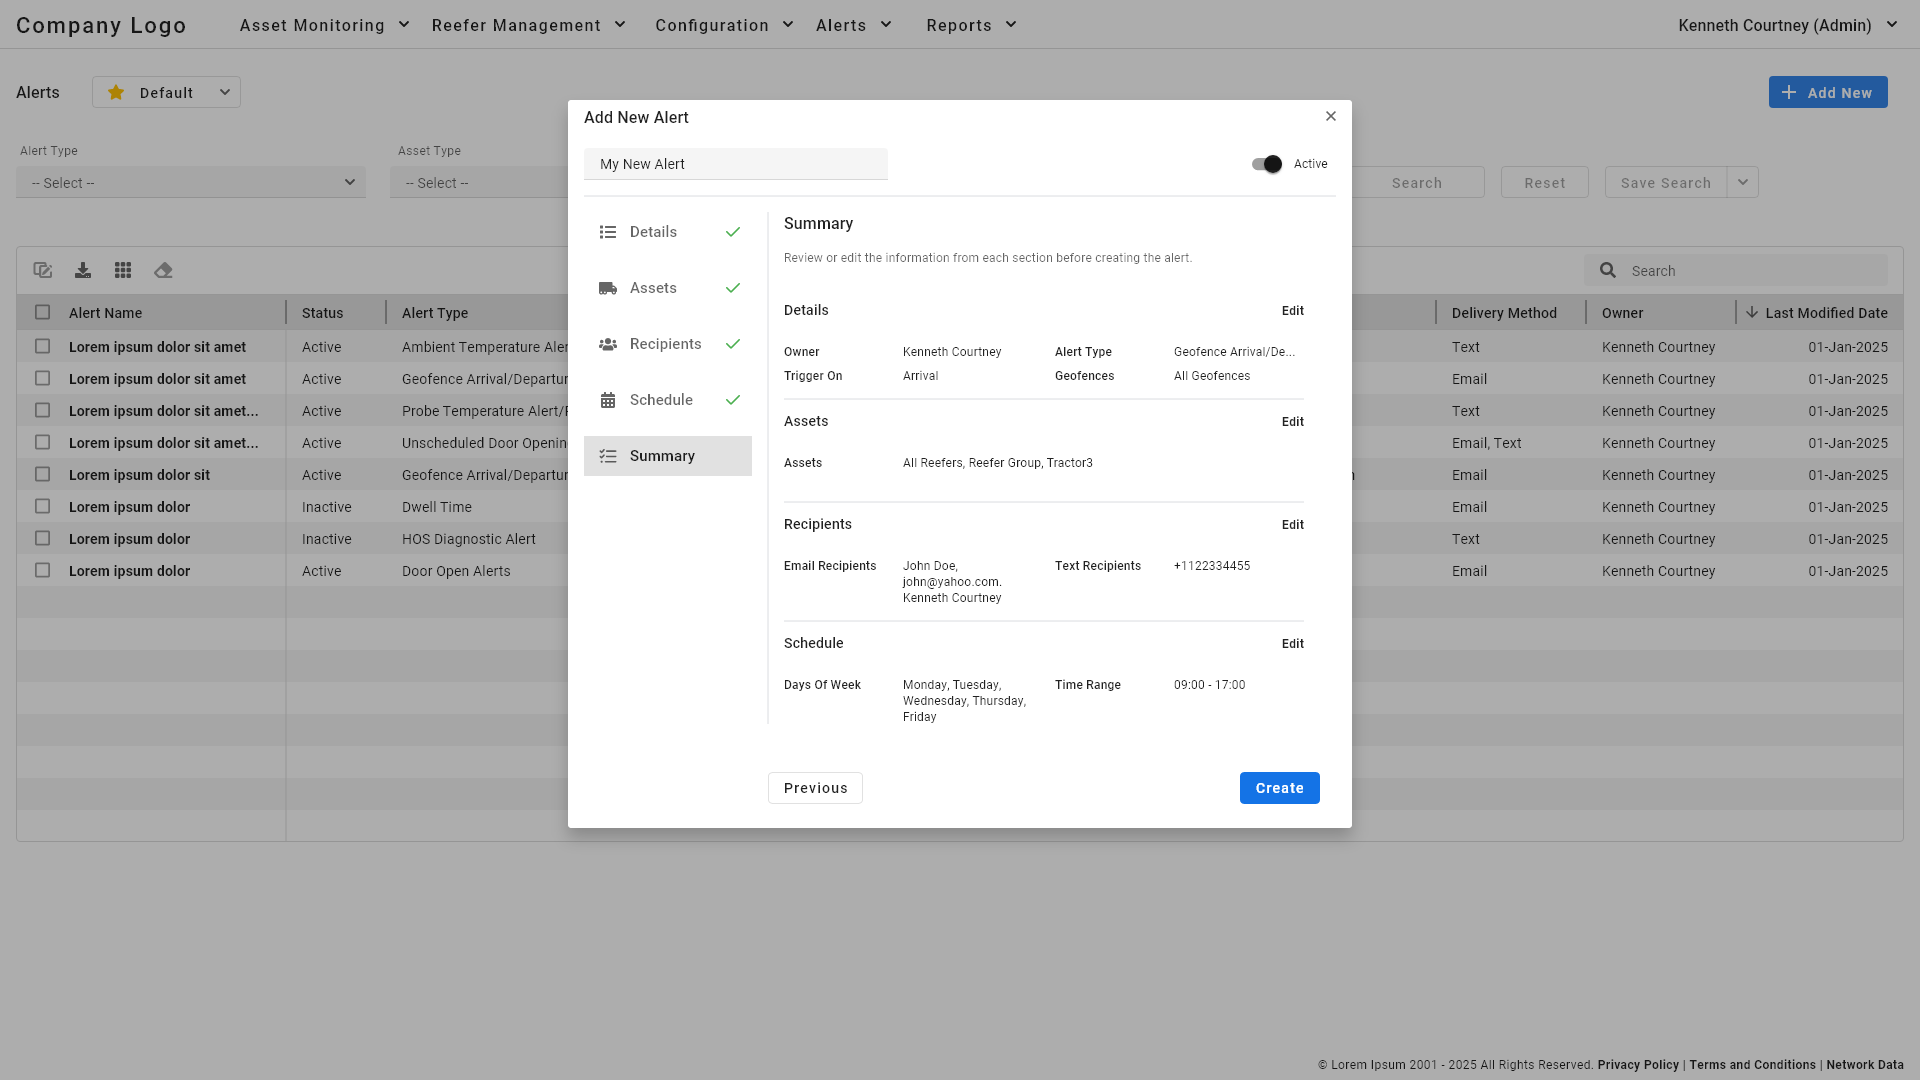 Company Logo Asset Monitoring Reefer Management Configuration Alerts Reports Kenneth Courtney (Admin)
Alerts Default Add New
Alert Type Asset Type
-- Select -- -- Select -- Search Reset Save Search
Search
Alert Name Status Alert Type Delivery Method Owner Last Modified Date
Lorem ipsum dolor sit amet Active Ambient Temperature Aler Text Kenneth Courtney 01-Jan-2025
Lorem ipsum dolor sit amet Active Geofence Arrival/Departur Email Kenneth Courtney 01-Jan-2025
Lorem ipsum dolor sit amet... Active Probe Temperature Alert/ Text Kenneth Courtney 01-Jan-2025
Lorem ipsum dolor sit amet... Active Unscheduled Door Openin Email, Text Kenneth Courtney 01-Jan-2025
Lorem ipsum dolor sit Active Geofence Arrival/Departur Email Kenneth Courtney 01-Jan-2025
Lorem ipsum dolor Inactive Dwell Time Email Kenneth Courtney 01-Jan-2025
Lorem ipsum dolor Inactive HOS Diagnostic Alert Text Kenneth Courtney 01-Jan-2025
Lorem ipsum dolor Active Door Open Alerts Email Kenneth Courtney 01-Jan-2025
Add New Alert
My New Alert Active
Details
Assets
Recipients
Schedule
Summary
Summary
Review or edit the information from each section before creating the alert.
Details Edit
Owner Kenneth Courtney Alert Type Geofence Arrival/De...
Trigger On Arrival Geofences All Geofences
Assets Edit
Assets All Reefers, Reefer Group, Tractor3
Recipients Edit
Email Recipients John Doe, Text Recipients +1122334455
john@yahoo.com.
Kenneth Courtney
Schedule Edit
Days Of Week Monday, Tuesday, Time Range 09:00 - 17:00
Wednesday, Thursday,
Friday
Previous Create
© Lorem Ipsum 2001 - 2025 All Rights Reserved. Privacy Policy | Terms and Conditions | Network Data